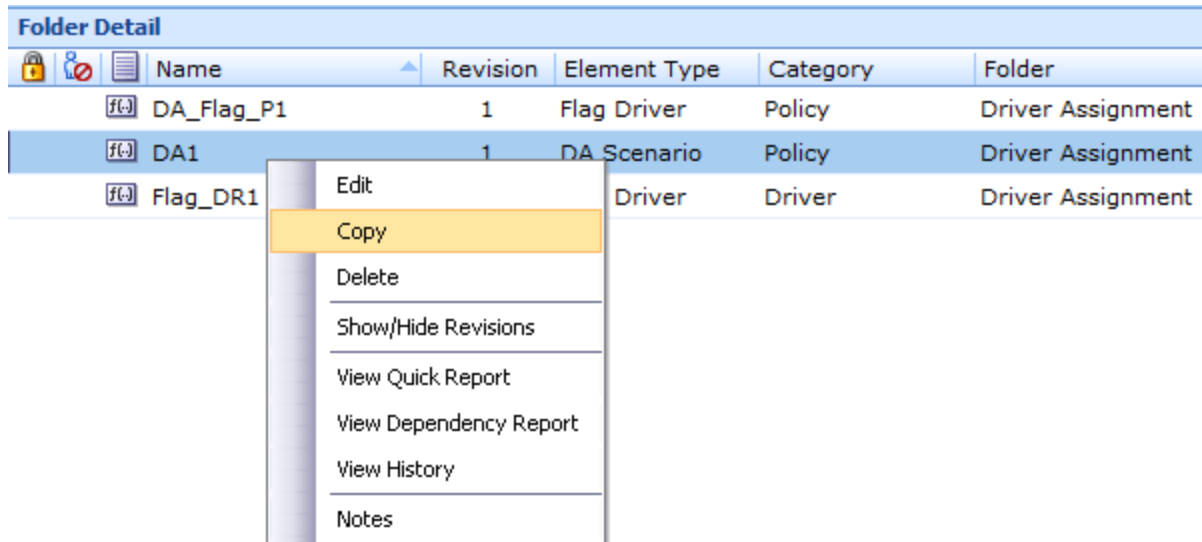 Folder Detail
Name Revision Element Type Category Folder
f(.) DA_Flag_P1 1 Flag Driver Policy Driver Assignment
f(.) DA1 1 DA Scenario Policy Driver Assignment
f(.) Flag_DR1 Driver Driver Driver Assignment
Edit
Copy
Delete
Show/Hide Revisions
View Quick Report
View Dependency Report
View History
Notes